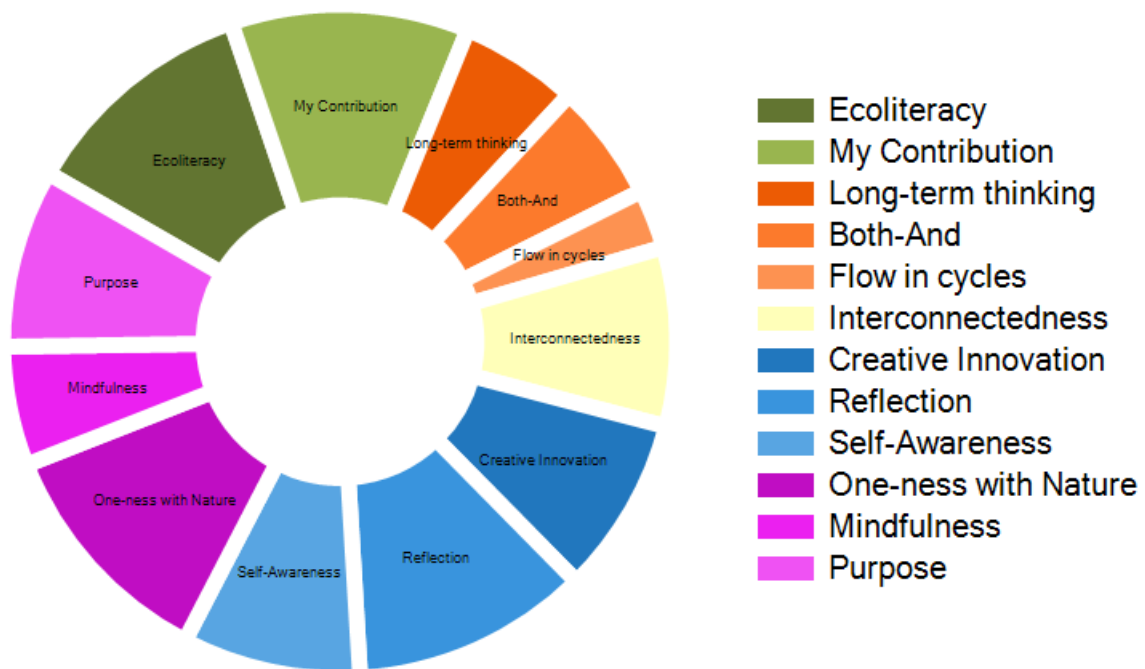 My Contribution
Long-term thinking
Ecoliteracy
Both-And
Flow in cycles
Purpose
Interconnectedness
Mindfulness
Creative Innovation
One-ness with Nature
Reflection
Self-Awareness
Ecoliteracy
My Contribution
Long-term thinking
Both-And
Flow in cycles
Interconnectedness
Creative Innovation
Reflection
Self-Awareness
One-ness with Nature
Mindfulness
Purpose